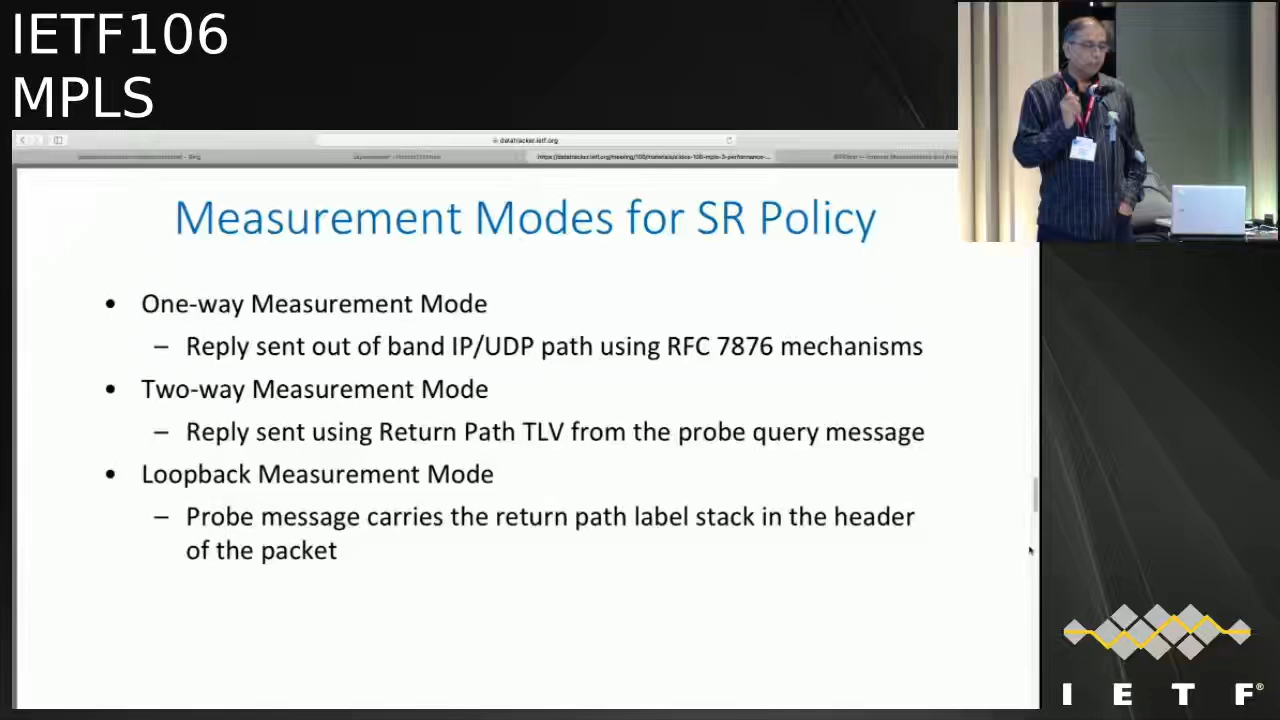 IETF106
MPLS
datatracker.ietf.org
Measurement Modes for SR Policy
• One-way Measurement Mode
– Reply sent out of band IP/UDP path using RFC 7876 mechanisms
• Two-way Measurement Mode
– Reply sent using Return Path TLV from the probe query message
• Loopback Measurement Mode
– Probe message carries the return path label stack in the header
of the packet
I E T F®